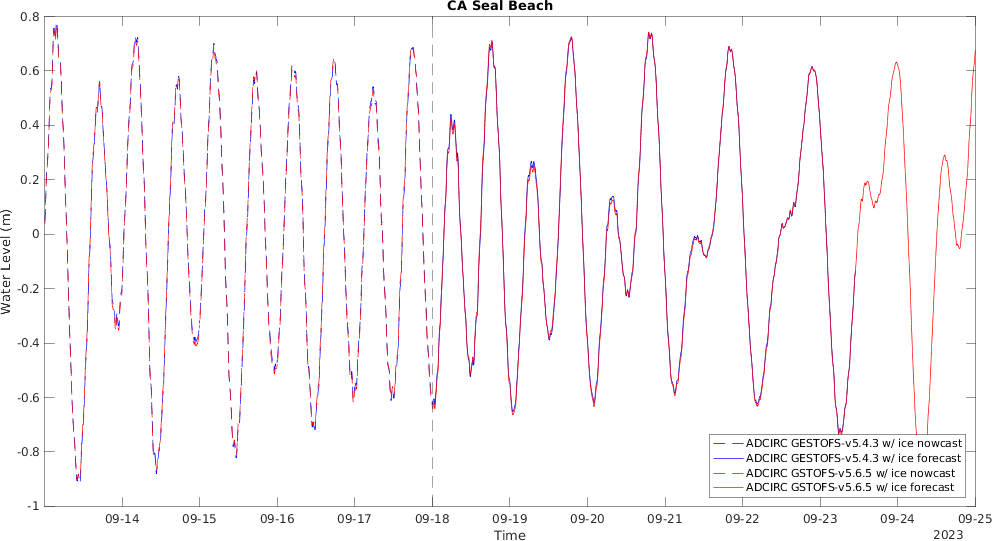 CA Seal Beach
0.8
0.6
0.4
0.2
0
-0.2
-0.4
-0.6
-0.8
-1
Water Level (m)
09-14 09-15 09-16 09-17 09-18 09-19 09-20 09-21 09-22 09-23 09-24 09-25
Time
2023
ADCIRC GESTOFS-v5.4.3 w/ ice nowcast
ADCIRC GESTOFS-v5.4.3 w/ ice forecast
ADCIRC GSTOFS-v5.6.5 w/ ice nowcast
ADCIRC GSTOFS-v5.6.5 w/ ice forecast